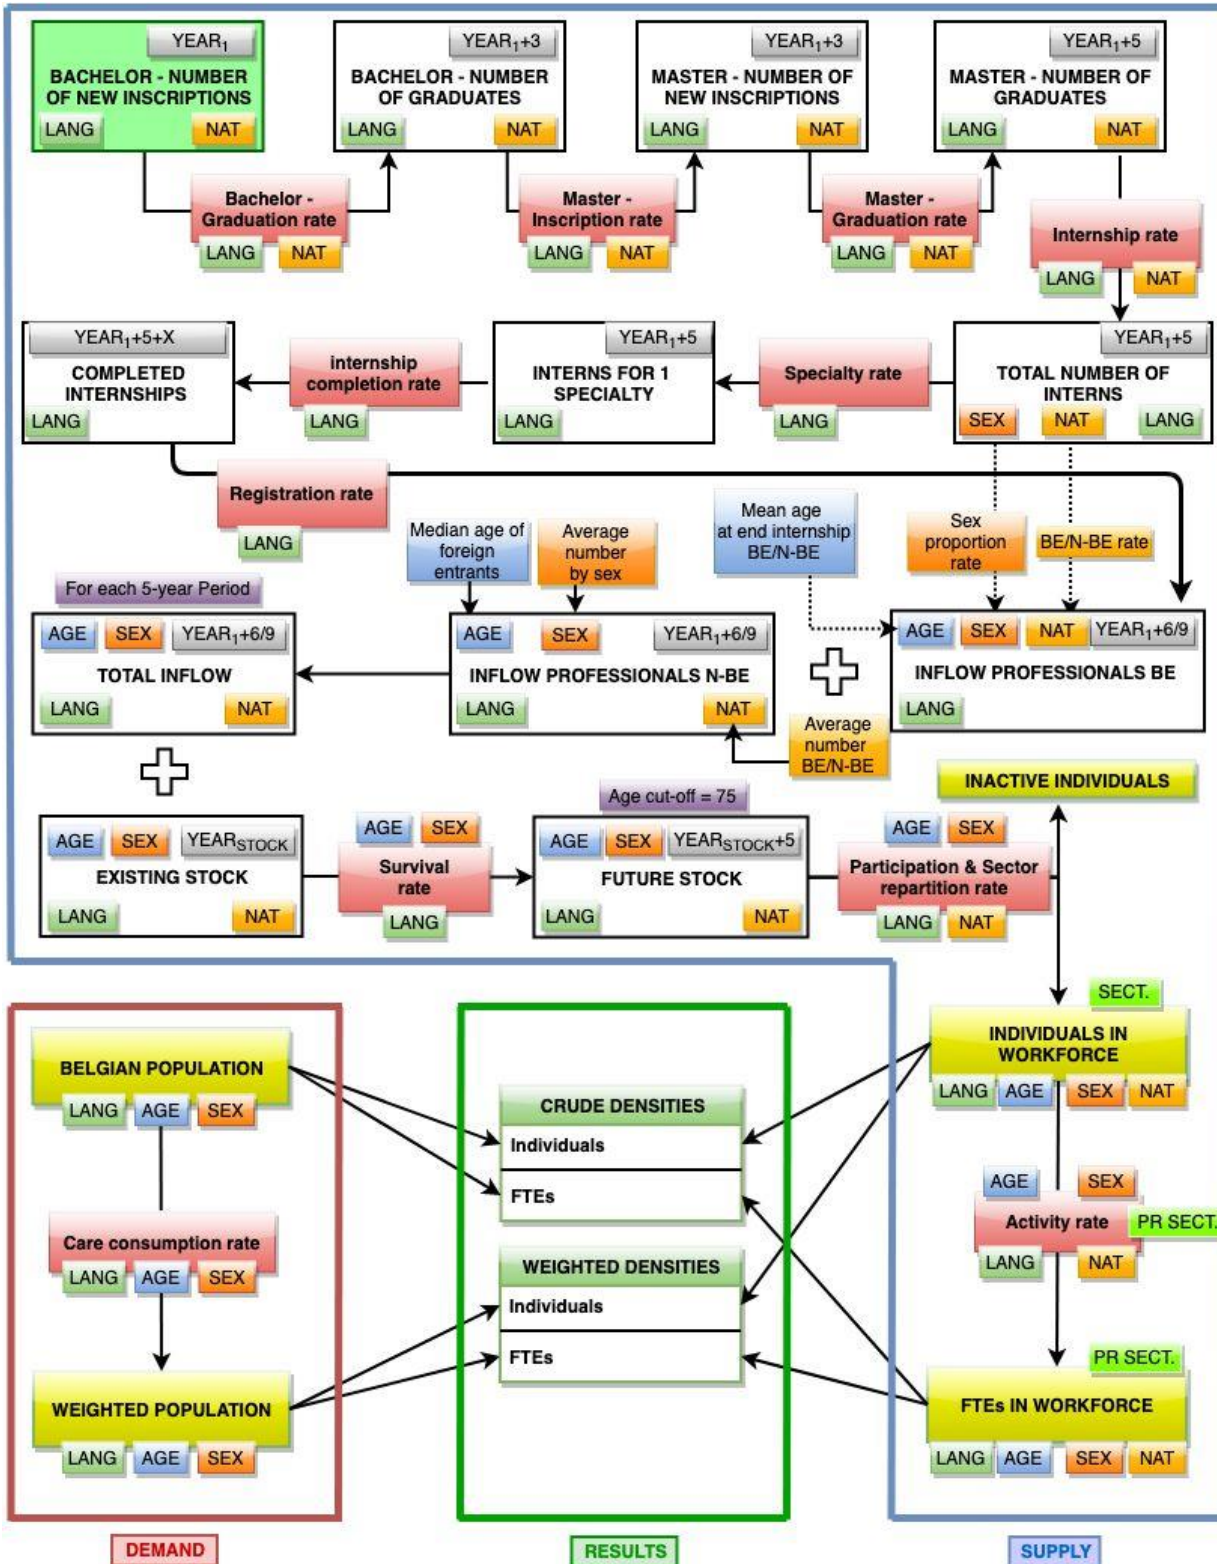 YEAR₁
BACHELOR - NUMBER
OF NEW INSCRIPTIONS
LANG
NAT
YEAR₁+3
BACHELOR - NUMBER
OF GRADUATES
LANG
NAT
YEAR₁+3
MASTER - NUMBER OF
NEW INSCRIPTIONS
LANG
NAT
YEAR₁+5
MASTER - NUMBER OF
GRADUATES
LANG
NAT
Bachelor -
Graduation rate
LANG
NAT
Master -
Inscription rate
LANG
NAT
Master -
Graduation rate
LANG
NAT
Internship rate
LANG
NAT
YEAR₁+5+X
COMPLETED
INTERNSHIPS
LANG
internship
completion rate
LANG
YEAR₁+5
INTERNS FOR 1
SPECIALTY
LANG
Specialty rate
LANG
YEAR₁+5
TOTAL NUMBER OF
INTERNS
SEX
NAT
LANG
Registration rate
LANG
Median age of
foreign
entrants
Average
number
by sex
Mean age
at end internship
BE/N-BE
Sex
proportion
rate
BE/N-BE rate
For each 5-year Period
AGE
SEX
YEAR₁+6/9
TOTAL INFLOW
LANG
NAT
AGE
SEX
YEAR₁+6/9
INFLOW PROFESSIONALS N-BE
LANG
NAT
AGE
SEX
NAT
YEAR₁+6/9
INFLOW PROFESSIONALS BE
LANG
Average
number
BE/N-BE
INACTIVE INDIVIDUALS
Age cut-off = 75
AGE
SEX
YEAR_STOCK
EXISTING STOCK
LANG
NAT
AGE
SEX
Survival
rate
LANG
AGE
SEX
YEAR_STOCK+5
FUTURE STOCK
LANG
NAT
AGE
SEX
Participation & Sector
repartition rate
LANG
NAT
BELGIAN POPULATION
LANG
AGE
SEX
Care consumption rate
LANG
AGE
SEX
WEIGHTED POPULATION
LANG
AGE
SEX
CRUDE DENSITIES
Individuals
FTEs
WEIGHTED DENSITIES
Individuals
FTEs
SECT.
INDIVIDUALS IN
WORKFORCE
LANG
AGE
SEX
NAT
AGE
SEX
Activity rate
PR SECT.
LANG
NAT
PR SECT.
FTEs IN WORKFORCE
LANG
AGE
SEX
NAT
DEMAND
RESULTS
SUPPLY